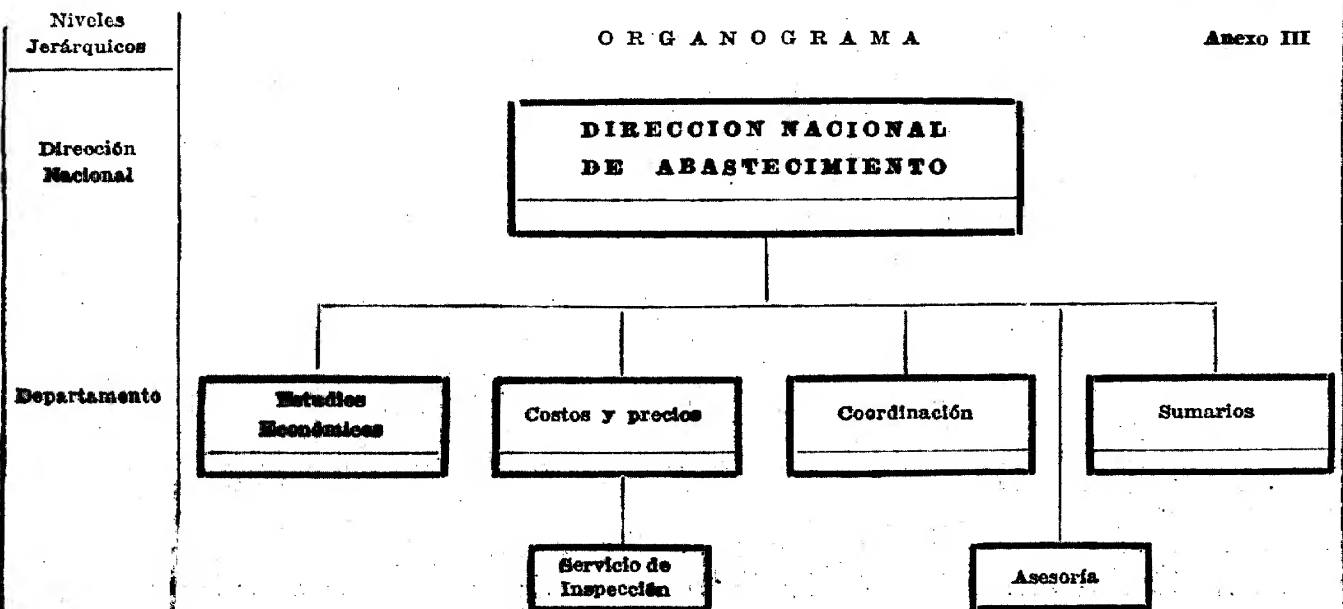 Niveles
Jerárquicos
O R G A N O G R A M A
Anexo III
Dirección
Nacional
DIRECCION NACIONAL
DE ABASTECIMIENTO
Departamento
Estudios
Económicos
Costos y precios
Coordinación
Sumarios
Servicio de
Inspección
Asesoría